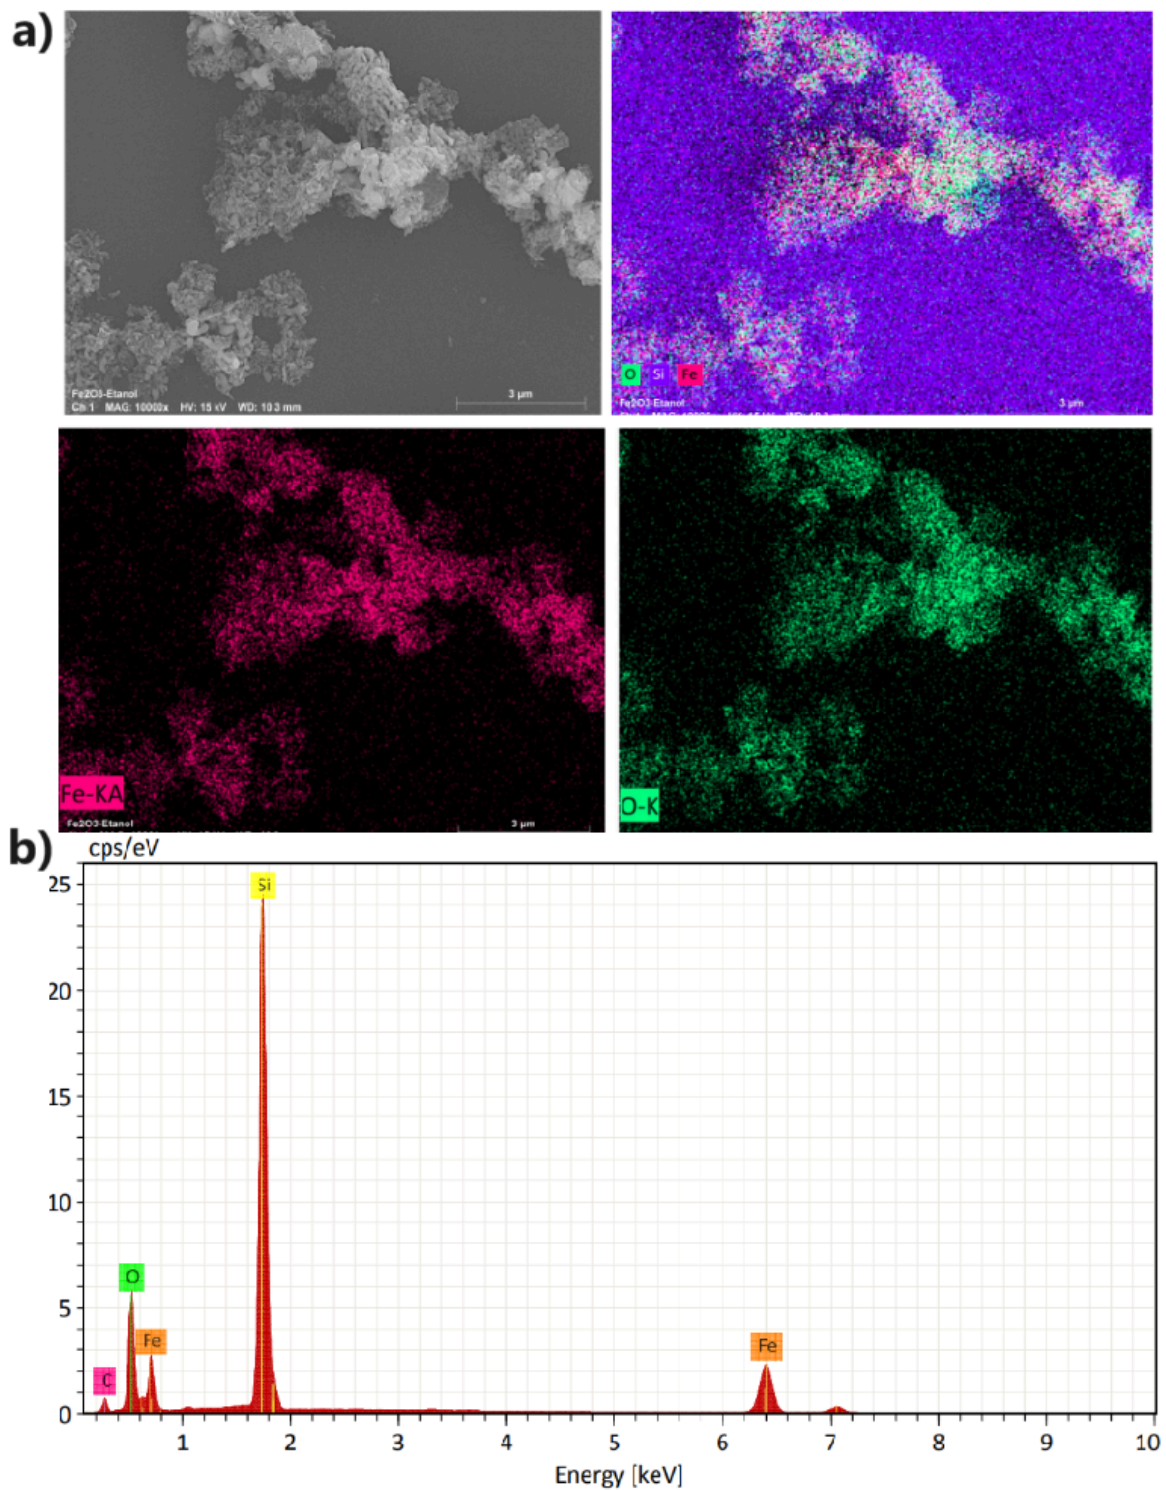 a)
Fe2O3-Etanol
Ch 1 MAG: 10000x HV: 15 kV WD: 10.3 mm
3 µm
O Si Fe
Fe2O3-Etanol
3 µm
Fe-KA
Fe2O3-Etanol
3 µm
O-K
b)
cps/eV
25
20
15
10
5
0
Si
O
Fe
C
Fe
1 2 3 4 5 6 7 8 9 10
Energy [keV]